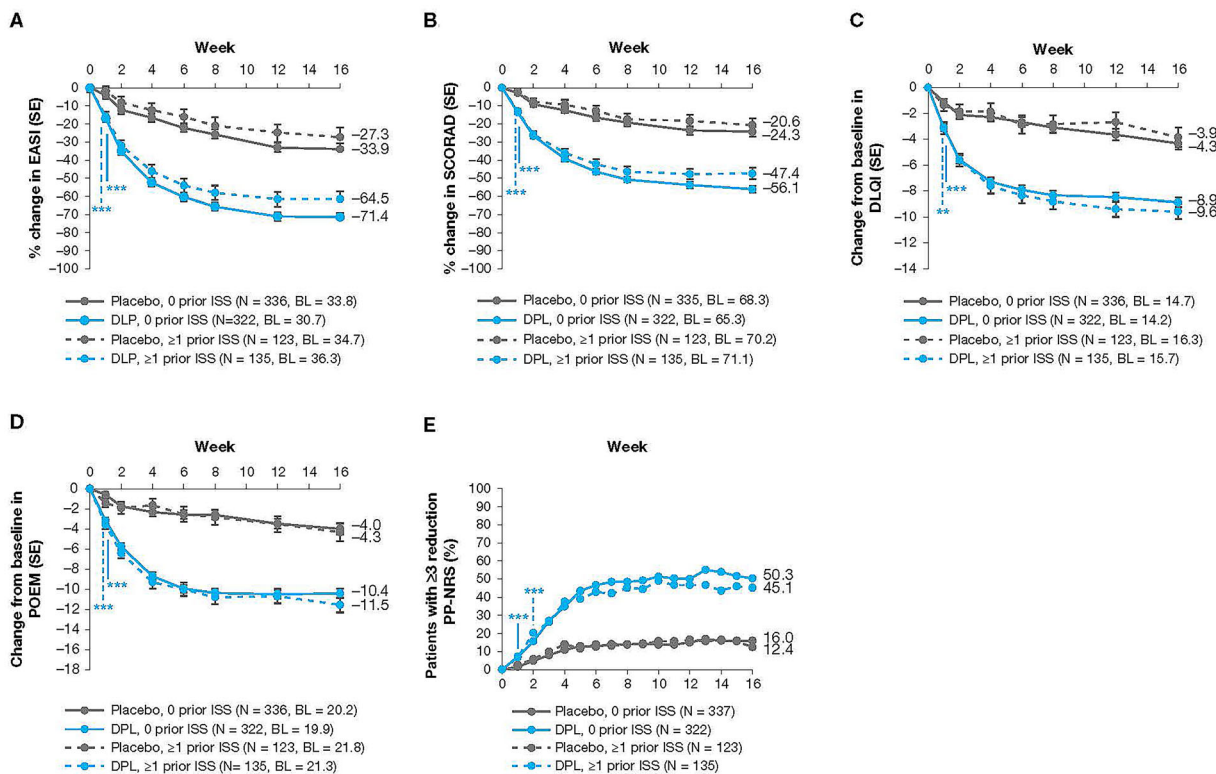 A
Week
0 2 4 6 8 10 12 14 16
% change in EASI (SE)
0
–10
–20
–30
–40
–50
–60
–70
–80
–90
–100
–27.3
–33.9
–64.5
–71.4
***
***
Placebo, 0 prior ISS (N = 336, BL = 33.8)
DLP, 0 prior ISS (N=322, BL = 30.7)
Placebo, ≥1 prior ISS (N = 123, BL = 34.7)
DLP, ≥1 prior ISS (N = 135, BL = 36.3)
B
Week
0 2 4 6 8 10 12 14 16
% change in SCORAD (SE)
0
–10
–20
–30
–40
–50
–60
–70
–80
–90
–100
–20.6
–24.3
–47.4
–56.1
***
***
Placebo, 0 prior ISS (N = 335, BL = 68.3)
DPL, 0 prior ISS (N = 322, BL = 65.3)
Placebo, ≥1 prior ISS (N = 123, BL = 70.2)
DPL, ≥1 prior ISS (N = 135, BL = 71.1)
C
Week
0 2 4 6 8 10 12 14 16
Change from baseline in
DLQI (SE)
0
–2
–4
–6
–8
–10
–12
–14
–3.9
–4.3
–8.9
–9.6
***
**
Placebo, 0 prior ISS (N = 336, BL = 14.7)
DPL, 0 prior ISS (N = 322, BL = 14.2)
Placebo, ≥1 prior ISS (N = 123, BL = 16.3)
DPL, ≥1 prior ISS (N = 135, BL = 15.7)
D
Week
0 2 4 6 8 10 12 14 16
Change from baseline in
POEM (SE)
0
–2
–4
–6
–8
–10
–12
–14
–16
–18
–4.0
–4.3
–10.4
–11.5
***
***
Placebo, 0 prior ISS (N = 336, BL = 20.2)
DPL, 0 prior ISS (N = 322, BL = 19.9)
Placebo, ≥1 prior ISS (N = 123, BL = 21.8)
DPL, ≥1 prior ISS (N = 135, BL = 21.3)
E
Week
Patients with ≥3 reduction
PP-NRS (%)
100
90
80
70
60
50
40
30
20
10
0
***
***
50.3
45.1
16.0
12.4
0 2 4 6 8 10 12 14 16
Placebo, 0 prior ISS (N = 337)
DPL, 0 prior ISS (N = 322)
Placebo, ≥1 prior ISS (N = 123)
DPL, ≥1 prior ISS (N = 135)